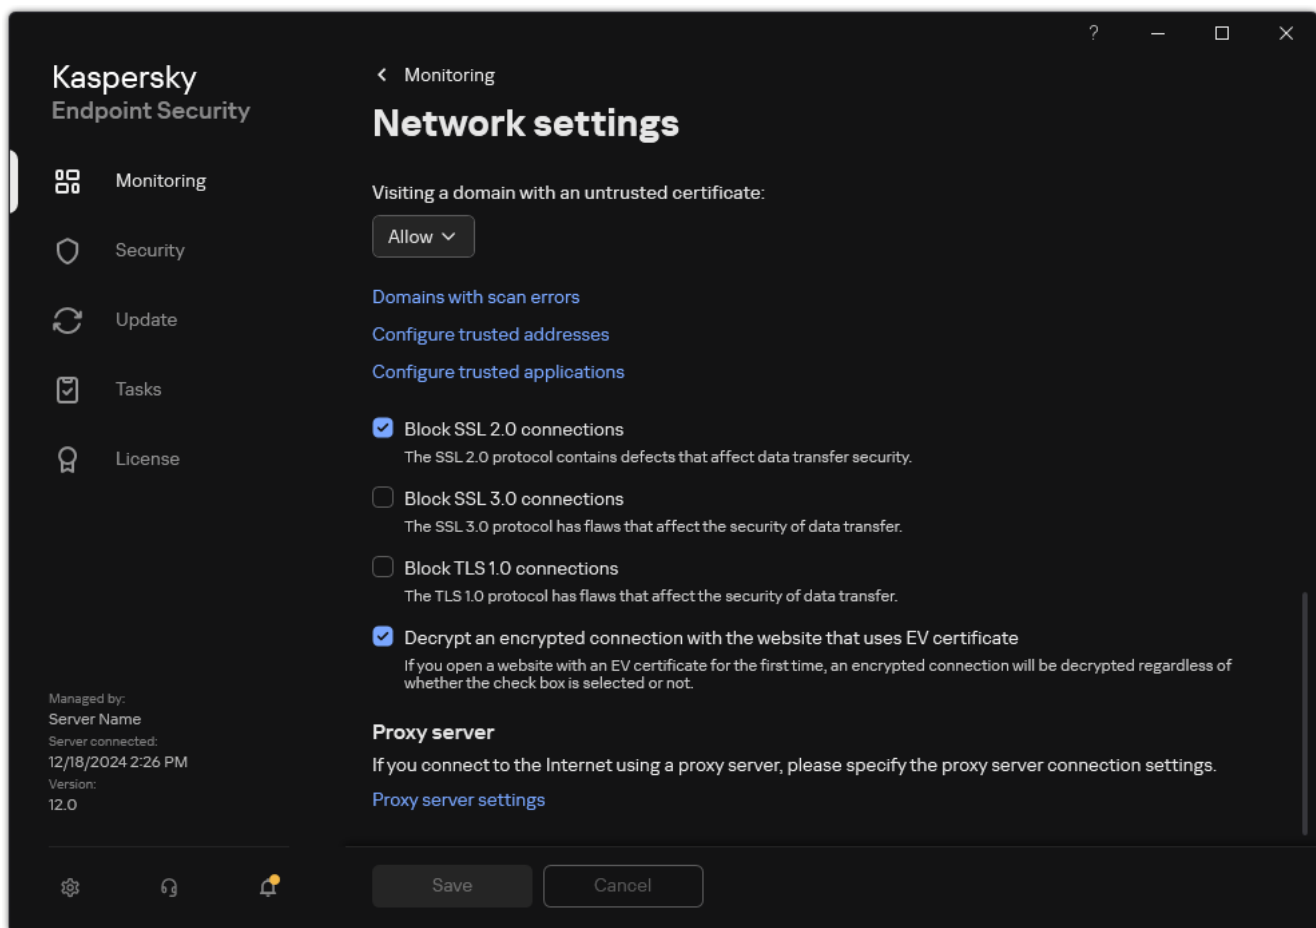 ?
Kaspersky
Endpoint Security
Monitoring
Security
Update
Tasks
License
Managed by:
Server Name
Server connected:
12/18/2024 2:26 PM
Version:
12.0
Monitoring
Network settings
Visiting a domain with an untrusted certificate:
Allow
Domains with scan errors
Configure trusted addresses
Configure trusted applications
Block SSL 2.0 connections
The SSL 2.0 protocol contains defects that affect data transfer security.
Block SSL 3.0 connections
The SSL 3.0 protocol has flaws that affect the security of data transfer.
Block TLS 1.0 connections
The TLS 1.0 protocol has flaws that affect the security of data transfer.
Decrypt an encrypted connection with the website that uses EV certificate
If you open a website with an EV certificate for the first time, an encrypted connection will be decrypted regardless of
whether the check box is selected or not.
Proxy server
If you connect to the Internet using a proxy server, please specify the proxy server connection settings.
Proxy server settings
Save
Cancel